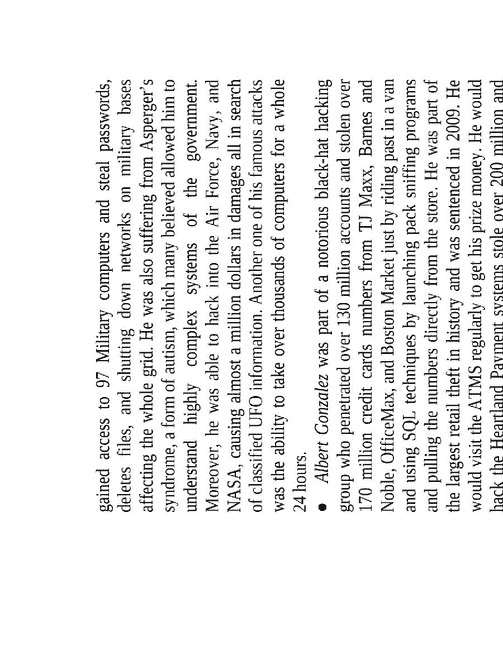 gained access to 97 Military computers and steal passwords,
deletes files, and shutting down networks on military bases
affecting the whole grid. He was also suffering from Asperger's
syndrome, a form of autism, which many believed allowed him to
understand highly complex systems of the government.
Moreover, he was able to hack into the Air Force, Navy, and
NASA, causing almost a million dollars in damages all in search
of classified UFO information. Another one of his famous attacks
was the ability to take over thousands of computers for a whole
24 hours.
● Albert Gonzalez was part of a notorious black-hat hacking
group who penetrated over 130 million accounts and stolen over
170 million credit cards numbers from TJ Maxx, Barnes and
Noble, OfficeMax, and Boston Market just by riding past in a van
and using SQL techniques by launching pack sniffing programs
and pulling the numbers directly from the store. He was part of
the largest retail theft in history and was sentenced in 2009. He
would visit the ATMS regularly to get his prize money. He would
hack the Heartland Payment systems stole over 200 million and